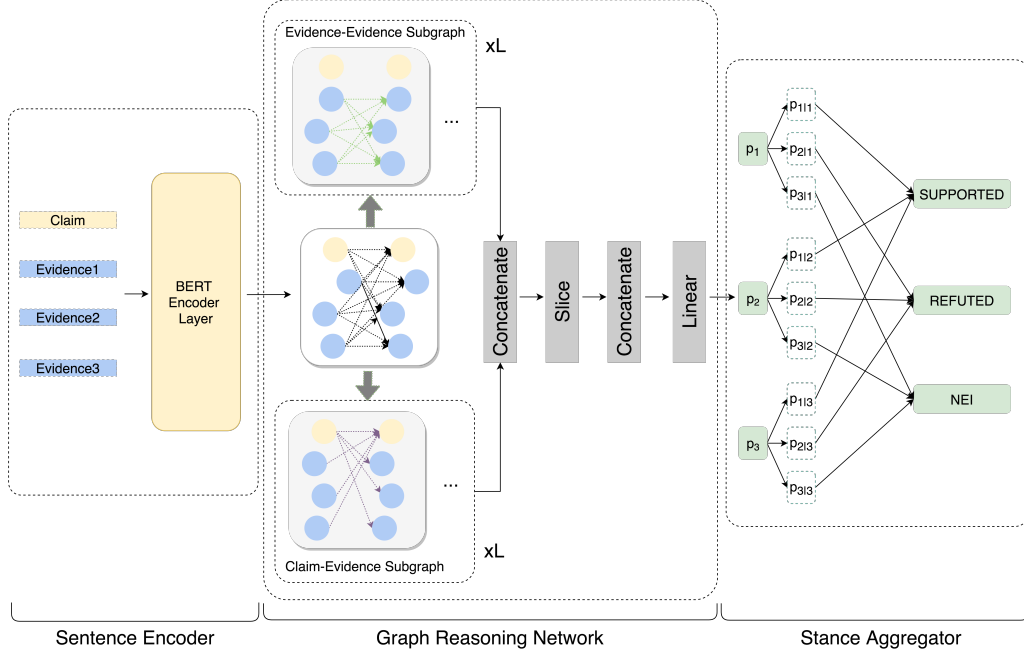 Evidence-Evidence Subgraph
xL
...
Claim
Evidence1
Evidence2
Evidence3
BERT
Encoder
Layer
Concatenate
Slice
Concatenate
Linear
...
xL
Claim-Evidence Subgraph
p1
p1|1
p2|1
p3|1
p2
p1|2
p2|2
p3|2
p3
p1|3
p2|3
p3|3
SUPPORTED
REFUTED
NEI
Sentence Encoder
Graph Reasoning Network
Stance Aggregator